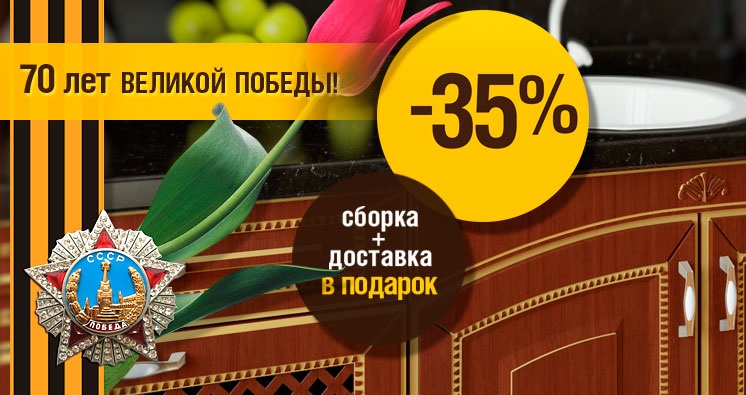 70 лет ВЕЛИКОЙ ПОБЕДЫ!
-35%
сборка
+
доставка
в подарок
СССР
ПОБЕДА